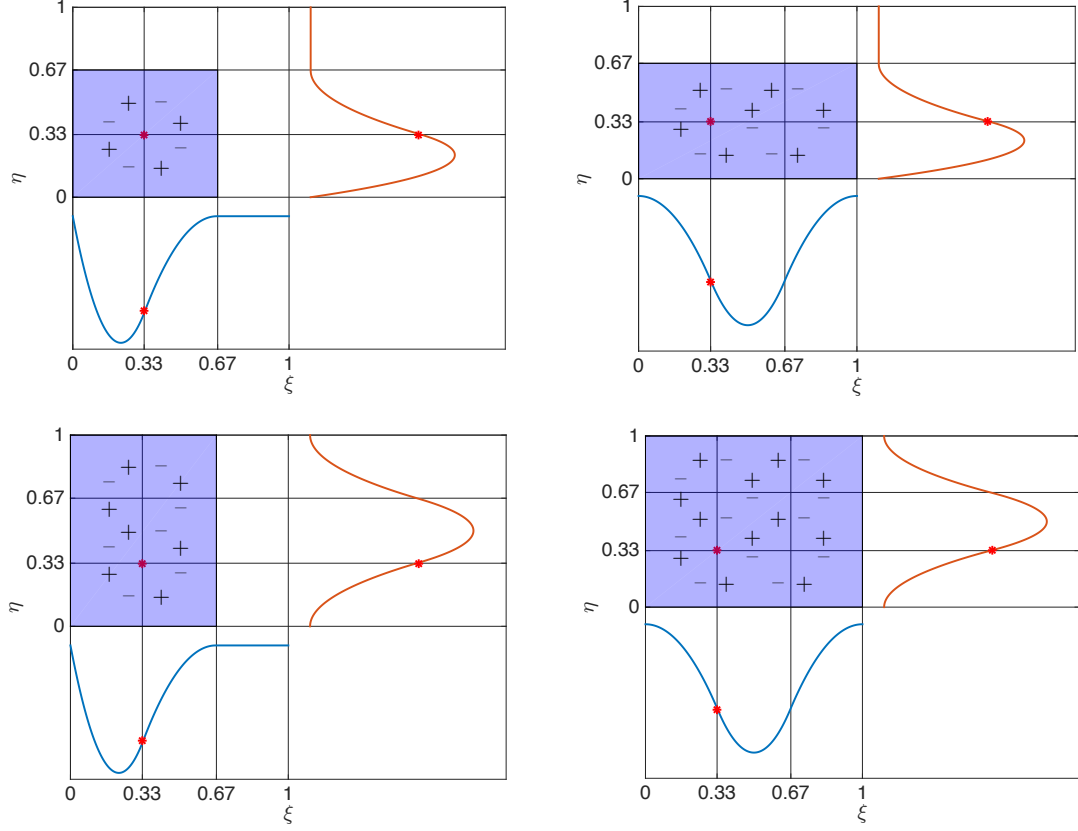 1
0.67
0.33
0
η
+ −
− +
+ −
− +
0 0.33 0.67 1
ξ
1
0.67
0.33
0
η
+ − +
− + +
+ − −
− + − +
0 0.33 0.67 1
ξ
1
0.67
0.33
0
η
+ −
− +
+ −
+ −
− +
+ −
− +
0 0.33 0.67 1
ξ
1
0.67
0.33
0
η
+ − + −
− + +
+ − −
+ + −
− + +
+ − −
− + − +
0 0.33 0.67 1
ξ